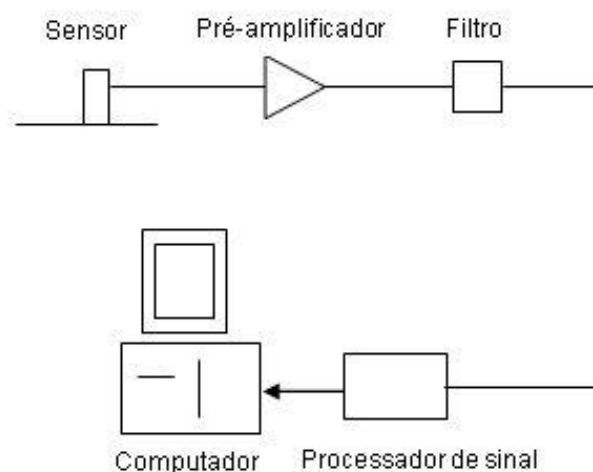 Sensor
Pré-amplificador
Filtro
Computador
Processador de sinal